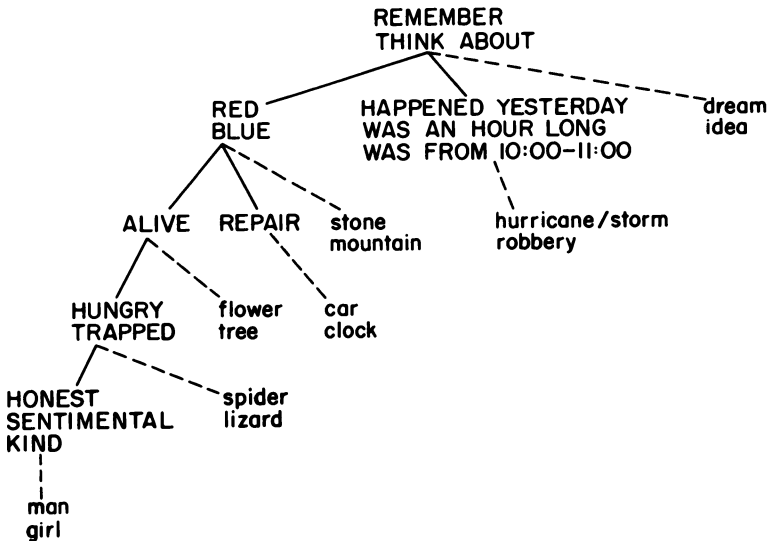 REMEMBER
THINK ABOUT
RED
BLUE
HAPPENED YESTERDAY
WAS AN HOUR LONG
WAS FROM 10:00-11:00
dream
idea
ALIVE
REPAIR
stone
mountain
hurricane/storm
robbery
HUNGRY
TRAPPED
flower
tree
car
clock
HONEST
SENTIMENTAL
KIND
spider
lizard
man
girl